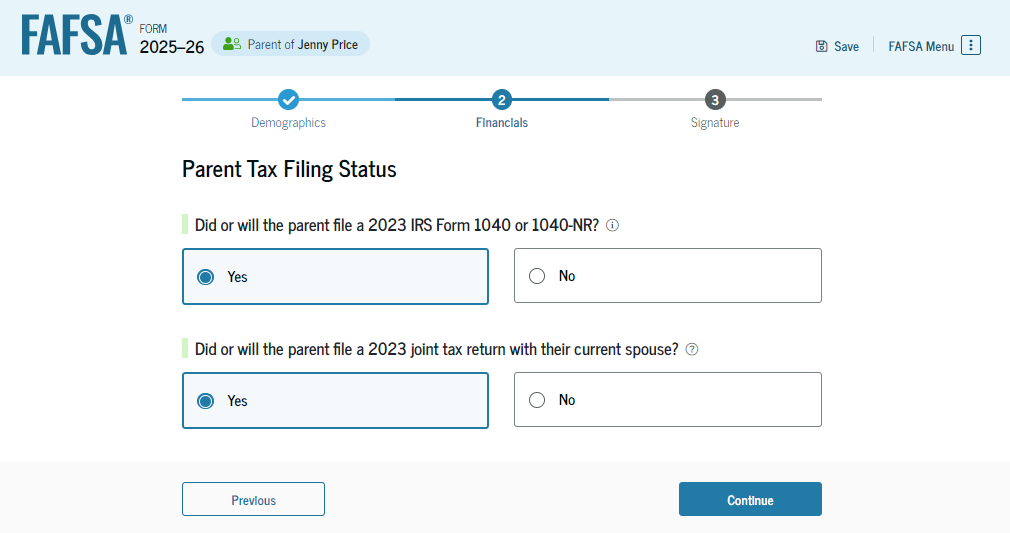 FAFSA®
FORM
2025–26
Parent of Jenny Price
Save
FAFSA Menu
2
3
Demographics
Financials
Signature
Parent Tax Filing Status
Did or will the parent file a 2023 IRS Form 1040 or 1040-NR?
Yes
No
Did or will the parent file a 2023 joint tax return with their current spouse?
Yes
No
Previous
Continue